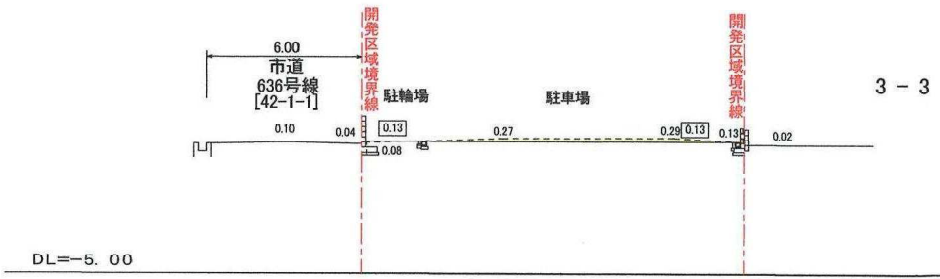 開発区域境界線
開発区域境界線
6.00
市道
636号線
[42-1-1]
駐輪場
駐車場
3-3
0.10
0.04
0.13
0.08
0.27
0.29
0.13
0.13
0.02
DL=-5. 00